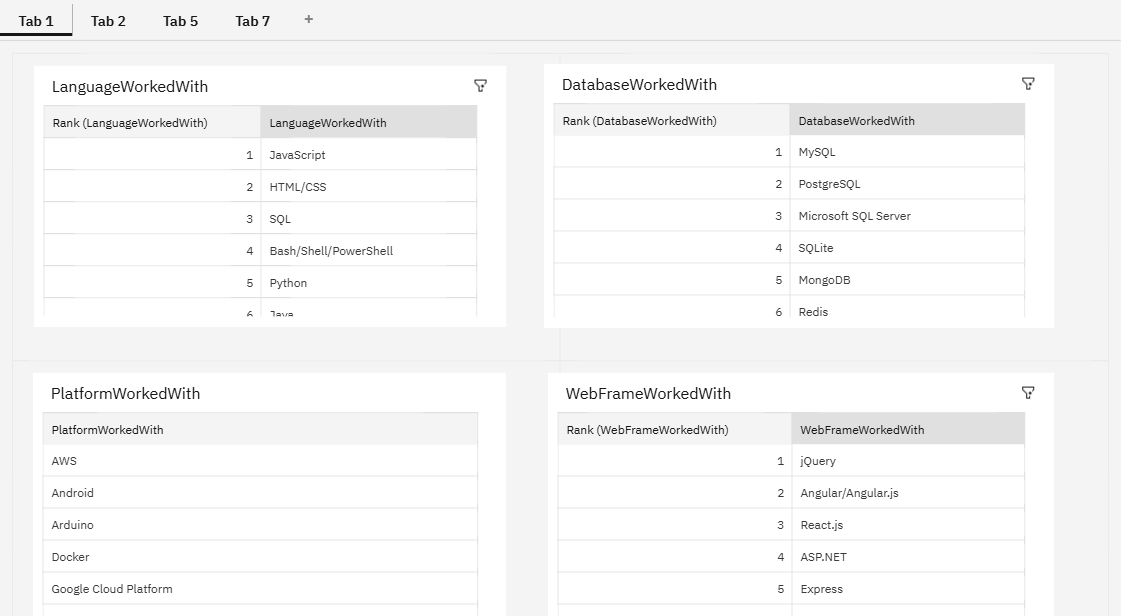 Tab 1 Tab 2 Tab 5 Tab 7 +
LanguageWorkedWith
Rank (LanguageWorkedWith) LanguageWorkedWith
1 JavaScript
2 HTML/CSS
3 SQL
4 Bash/Shell/PowerShell
5 Python
6 Java
DatabaseWorkedWith
Rank (DatabaseWorkedWith) DatabaseWorkedWith
1 MySQL
2 PostgreSQL
3 Microsoft SQL Server
4 SQLite
5 MongoDB
6 Redis
PlatformWorkedWith
PlatformWorkedWith
AWS
Android
Arduino
Docker
Google Cloud Platform
WebFrameWorkedWith
Rank (WebFrameWorkedWith) WebFrameWorkedWith
1 jQuery
2 Angular/Angular.js
3 React.js
4 ASP.NET
5 Express